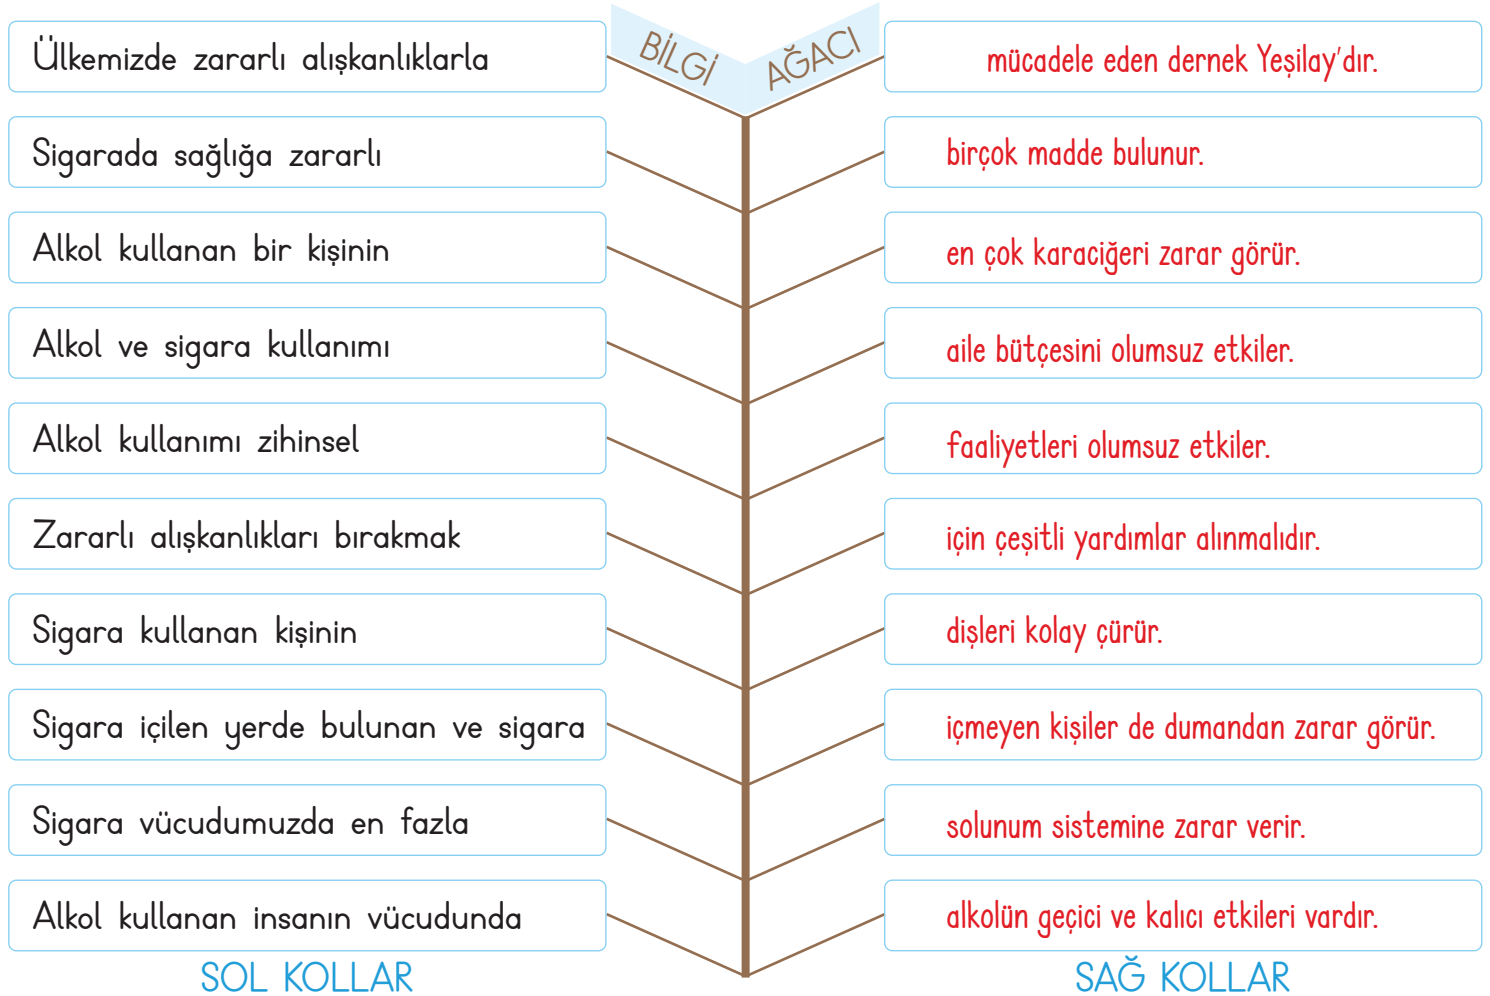 BİLGİ AĞACI
Ülkemizde zararlı alışkanlıklarla mücadele eden dernek Yeşilay'dır.
Sigarada sağlığa zararlı birçok madde bulunur.
Alkol kullanan bir kişinin en çok karaciğeri zarar görür.
Alkol ve sigara kullanımı aile bütçesini olumsuz etkiler.
Alkol kullanımı zihinsel faaliyetleri olumsuz etkiler.
Zararlı alışkanlıkları bırakmak için çeşitli yardımlar alınmalıdır.
Sigara kullanan kişinin dişleri kolay çürür.
Sigara içilen yerde bulunan ve sigara içmeyen kişiler de dumandan zarar görür.
Sigara vücudumuzda en fazla solunum sistemine zarar verir.
Alkol kullanan insanın vücudunda alkolün geçici ve kalıcı etkileri vardır.
SOL KOLLAR SAĞ KOLLAR